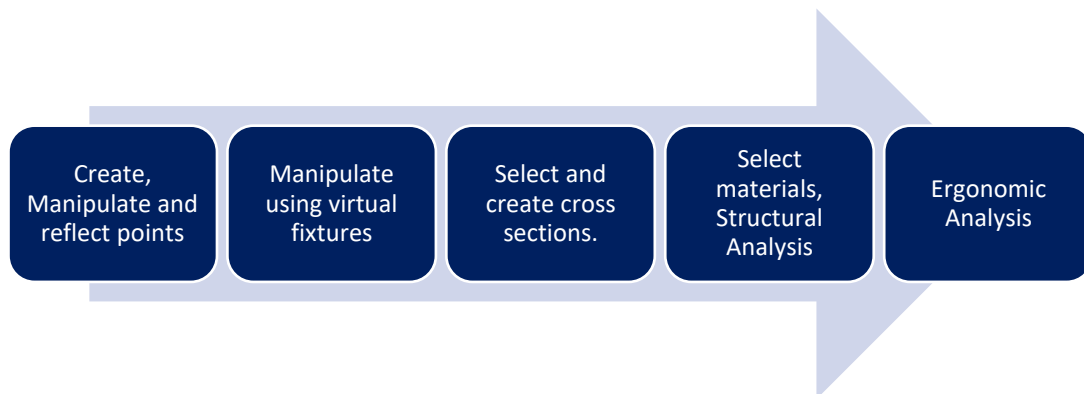 Create,
Manipulate and
reflect points
Manipulate
using virtual
fixtures
Select and
create cross
sections.
Select
materials,
Structural
Analysis
Ergonomic
Analysis